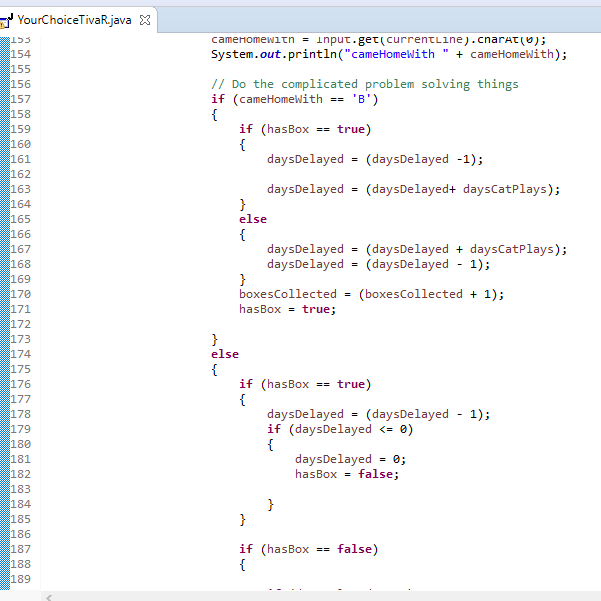 YourChoiceTivaR.java
153 cameHomeWith = Input.get(currentLine).charAt(0);
154 System.out.println("cameHomeWith " + cameHomeWith);
155
156 // Do the complicated problem solving things
157 if (cameHomeWith == 'B')
158 {
159 if (hasBox == true)
160 {
161 daysDelayed = (daysDelayed -1);
162
163 daysDelayed = (daysDelayed+ daysCatPlays);
164 }
165 else
166 {
167 daysDelayed = (daysDelayed + daysCatPlays);
168 daysDelayed = (daysDelayed - 1);
169 }
170 boxesCollected = (boxesCollected + 1);
171 hasBox = true;
172
173 }
174 else
175 {
176 if (hasBox == true)
177 {
178 daysDelayed = (daysDelayed - 1);
179 if (daysDelayed <= 0)
180 {
181 daysDelayed = 0;
182 hasBox = false;
183
184 }
185 }
186
187 if (hasBox == false)
188 {
189